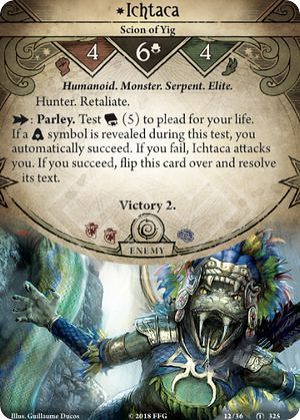 Ichtaca
Scion of Yig
4 6 4
Humanoid. Monster. Serpent. Elite.
Hunter. Retaliate.
: Parley. Test (5) to plead for your life.
If a symbol is revealed during this test, you
automatically succeed. If you fail, Ichtaca attacks
you. If you succeed, flip this card over and resolve
its text.
Victory 2.
ENEMY
Illus. Guillaume Ducos © 2018 FFG 12/36 325